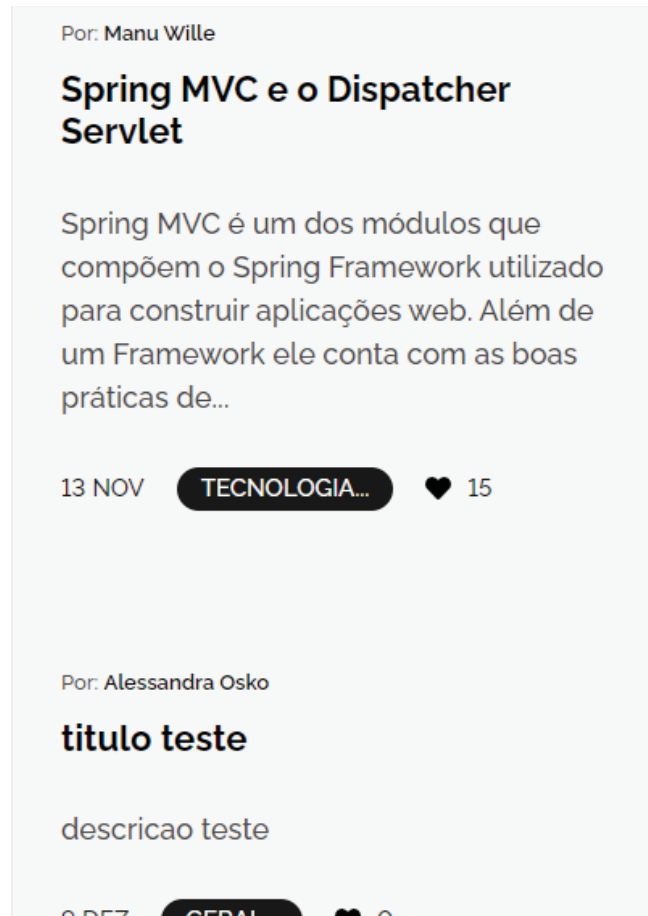 Por: Manu Wille
Spring MVC e o Dispatcher
Servlet
Spring MVC é um dos módulos que
compõem o Spring Framework utilizado
para construir aplicações web. Além de
um Framework ele conta com as boas
práticas de...
13 NOV TECNOLOGIA... 15
Por: Alessandra Osko
titulo teste
descricao teste
DEZ GERAL